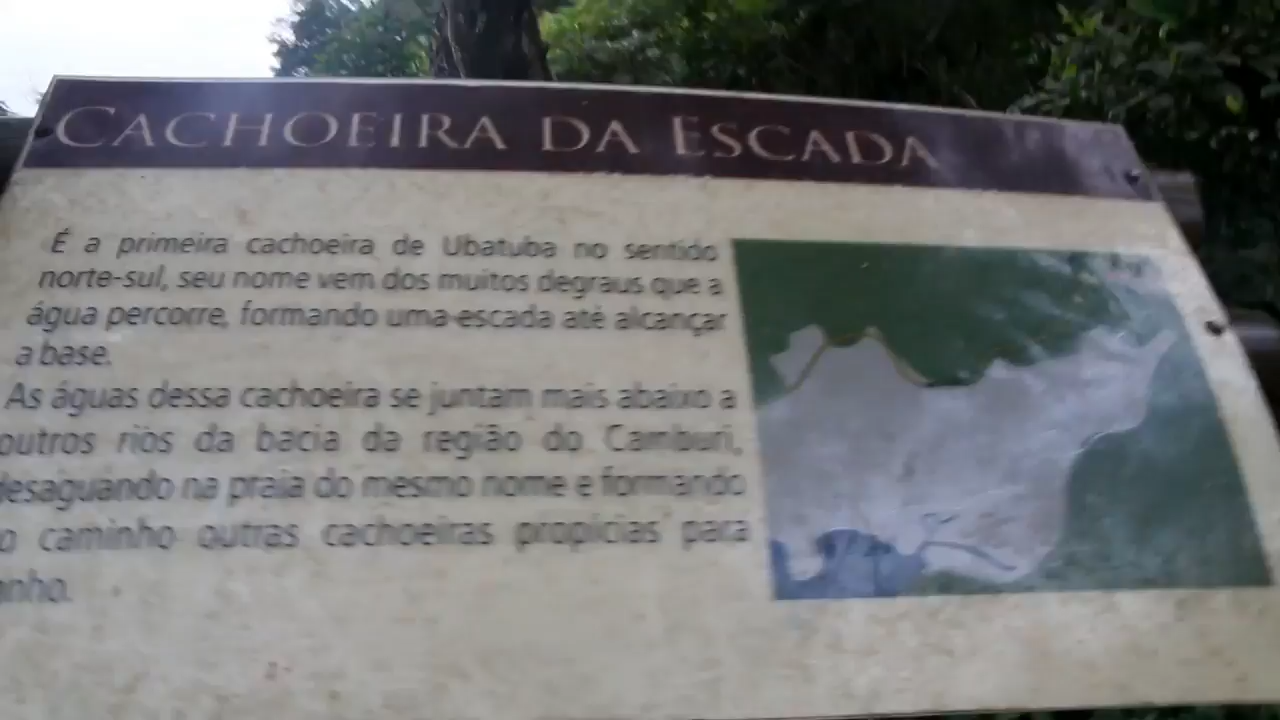 CACHOEIRA DA ESCADA
É a primeira cachoeira de Ubatuba no sentido
norte-sul, seu nome vem dos muitos degraus que a
água percorre, formando uma escada até alcançar
a base.
As águas dessa cachoeira se juntam mais abaixo a
outros rios da bacia da região do Camburi,
desaguando na praia do mesmo nome e formando
o caminho outras cachoeiras propícias para